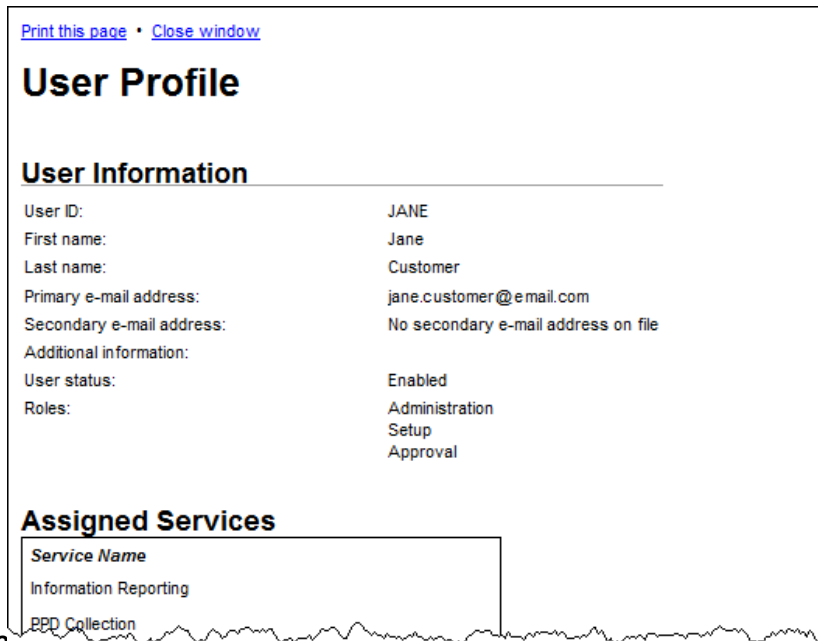 Print this page • Close window
User Profile
User Information
User ID: JANE
First name: Jane
Last name: Customer
Primary e-mail address: jane.customer@email.com
Secondary e-mail address: No secondary e-mail address on file
Additional information:
User status: Enabled
Roles: Administration
Setup
Approval
Assigned Services
Service Name
Information Reporting
PPD Collection